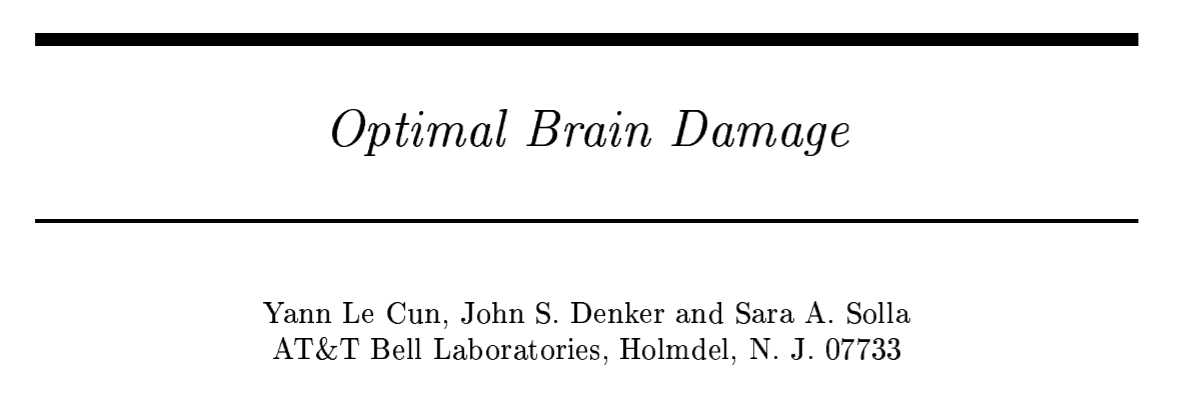 Optimal Brain Damage
Yann Le Cun, John S. Denker and Sara A. Solla
AT&T Bell Laboratories, Holmdel, N. J. 07733